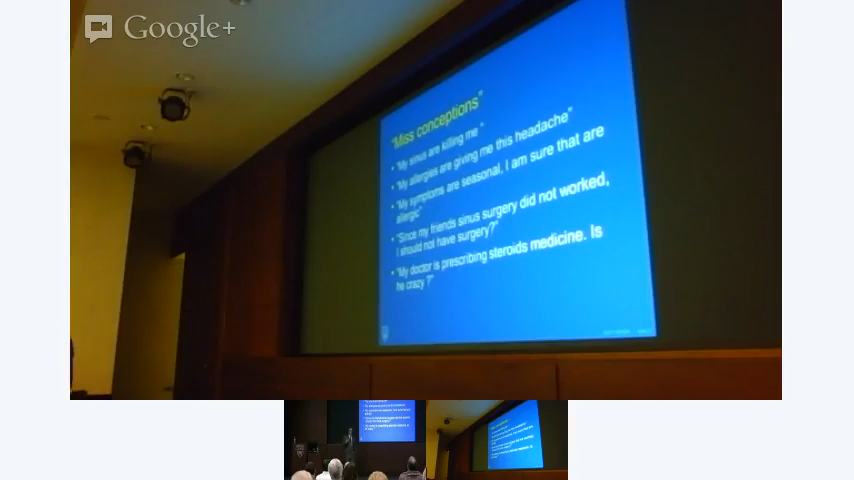 Google+
"Miss conceptions"
"My sinus are killing me "
"My allergies are giving me this headache"
"My symptoms are seasonal, I am sure that are
allergic"
"Since my friends sinus surgery did not worked,
I should not have surgery?"
"My doctor is prescribing steroids medicine. Is
he crazy ?"